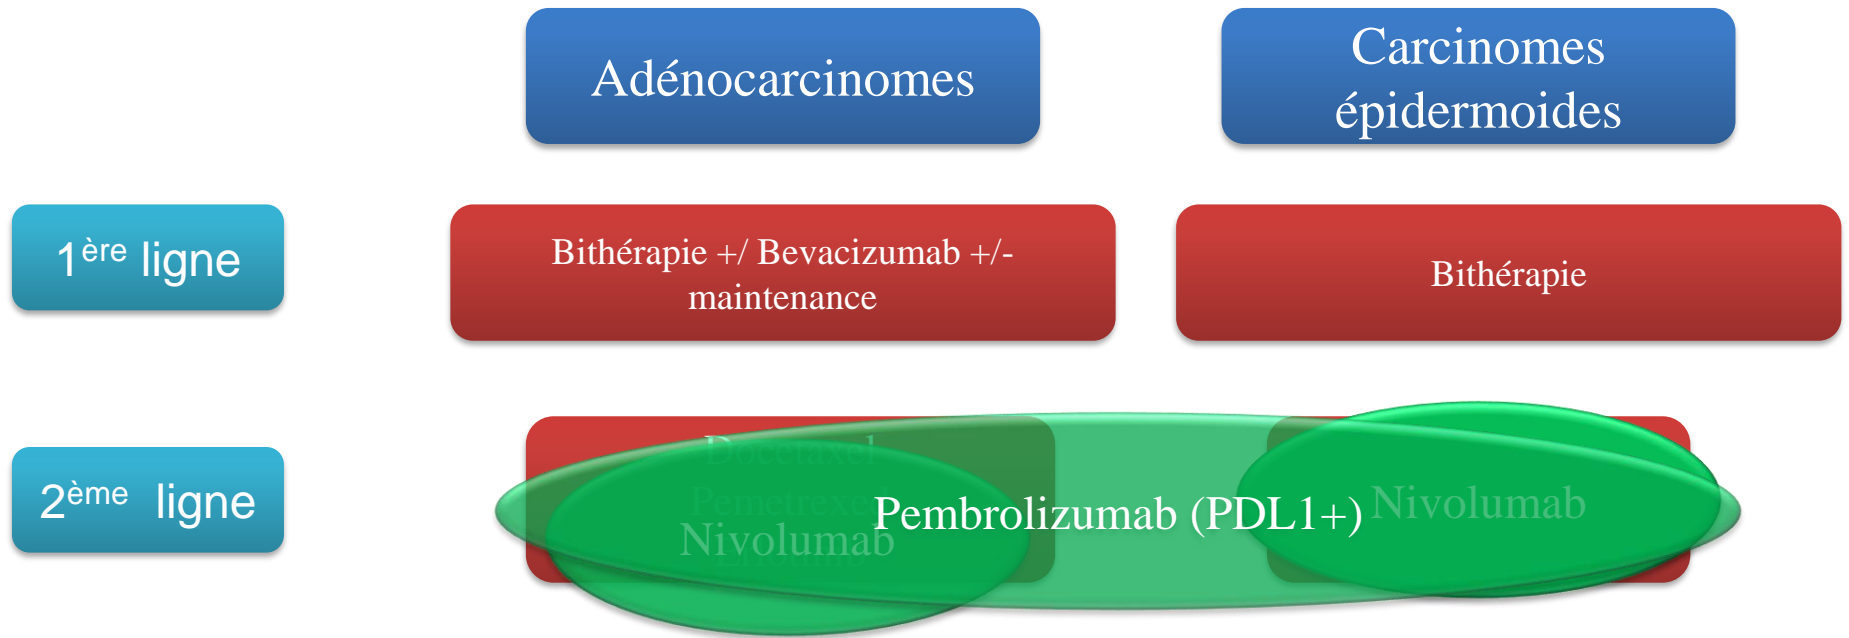 Adénocarcinomes
Carcinomes
épidermoides
1ère ligne
Bithérapie +/ Bevacizumab +/-
maintenance
Bithérapie
2ème ligne
Docetaxel
Pemetrexed
Nivolumab
Pembrolizumab (PDL1+)
Nivolumab